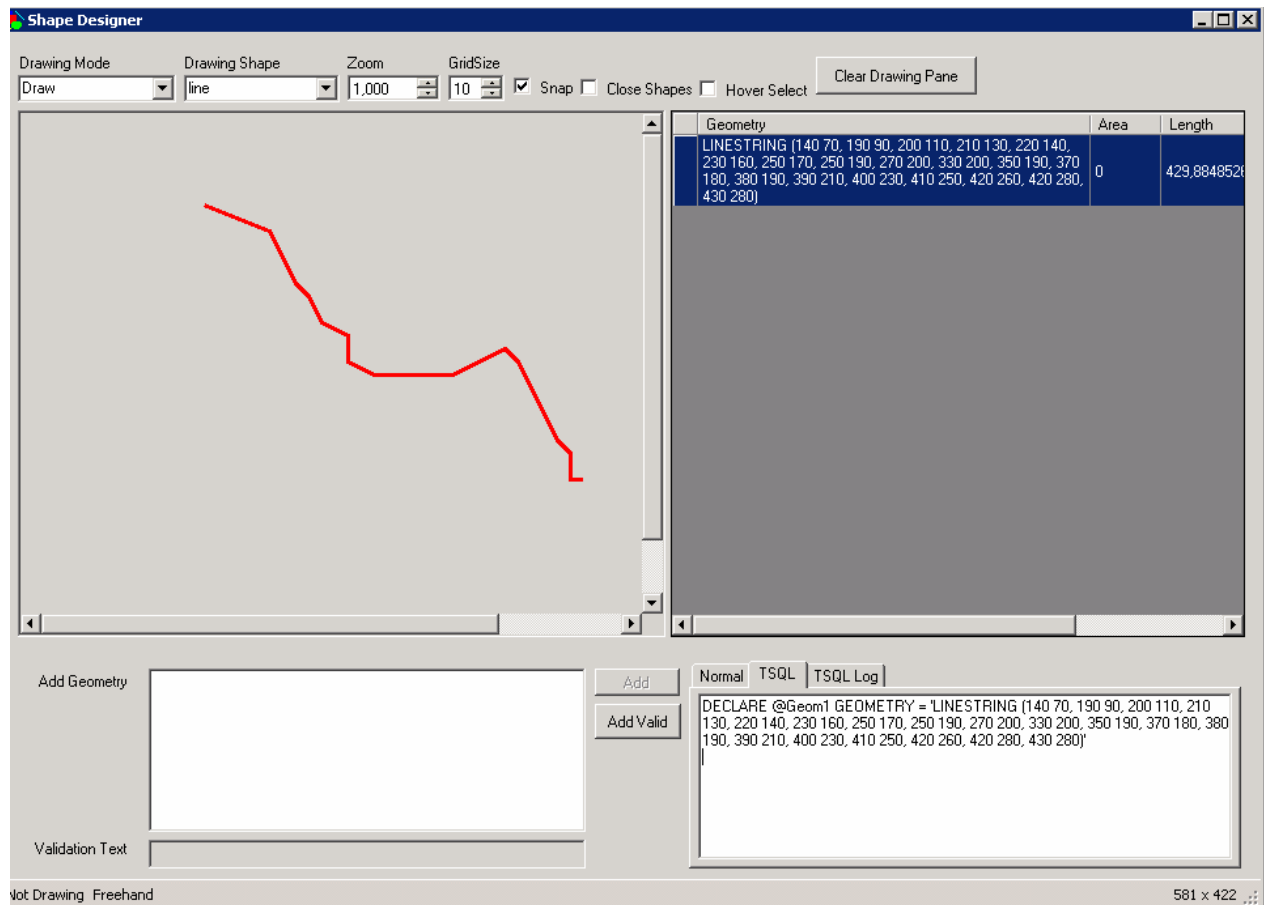 Shape Designer
Drawing Mode Drawing Shape Zoom GridSize
Draw line 1,000 10 Snap Close Shapes Hover Select Clear Drawing Pane
Geometry Area Length
LINESTRING (140 70, 190 90, 200 110, 210 130, 220 140,
230 160, 250 170, 250 190, 270 200, 330 200, 350 190, 370
180, 380 190, 390 210, 400 230, 410 250, 420 260, 420 280,
430 280)
0 429,8848526
Add Geometry
Add
Add Valid
Validation Text
Normal TSQL TSQL Log
DECLARE @Geom1 GEOMETRY = 'LINESTRING (140 70, 190 90, 200 110, 210
130, 220 140, 230 160, 250 170, 250 190, 270 200, 330 200, 350 190, 370 180, 380
190, 390 210, 400 230, 410 250, 420 260, 420 280, 430 280)'
Not Drawing Freehand 581 x 422